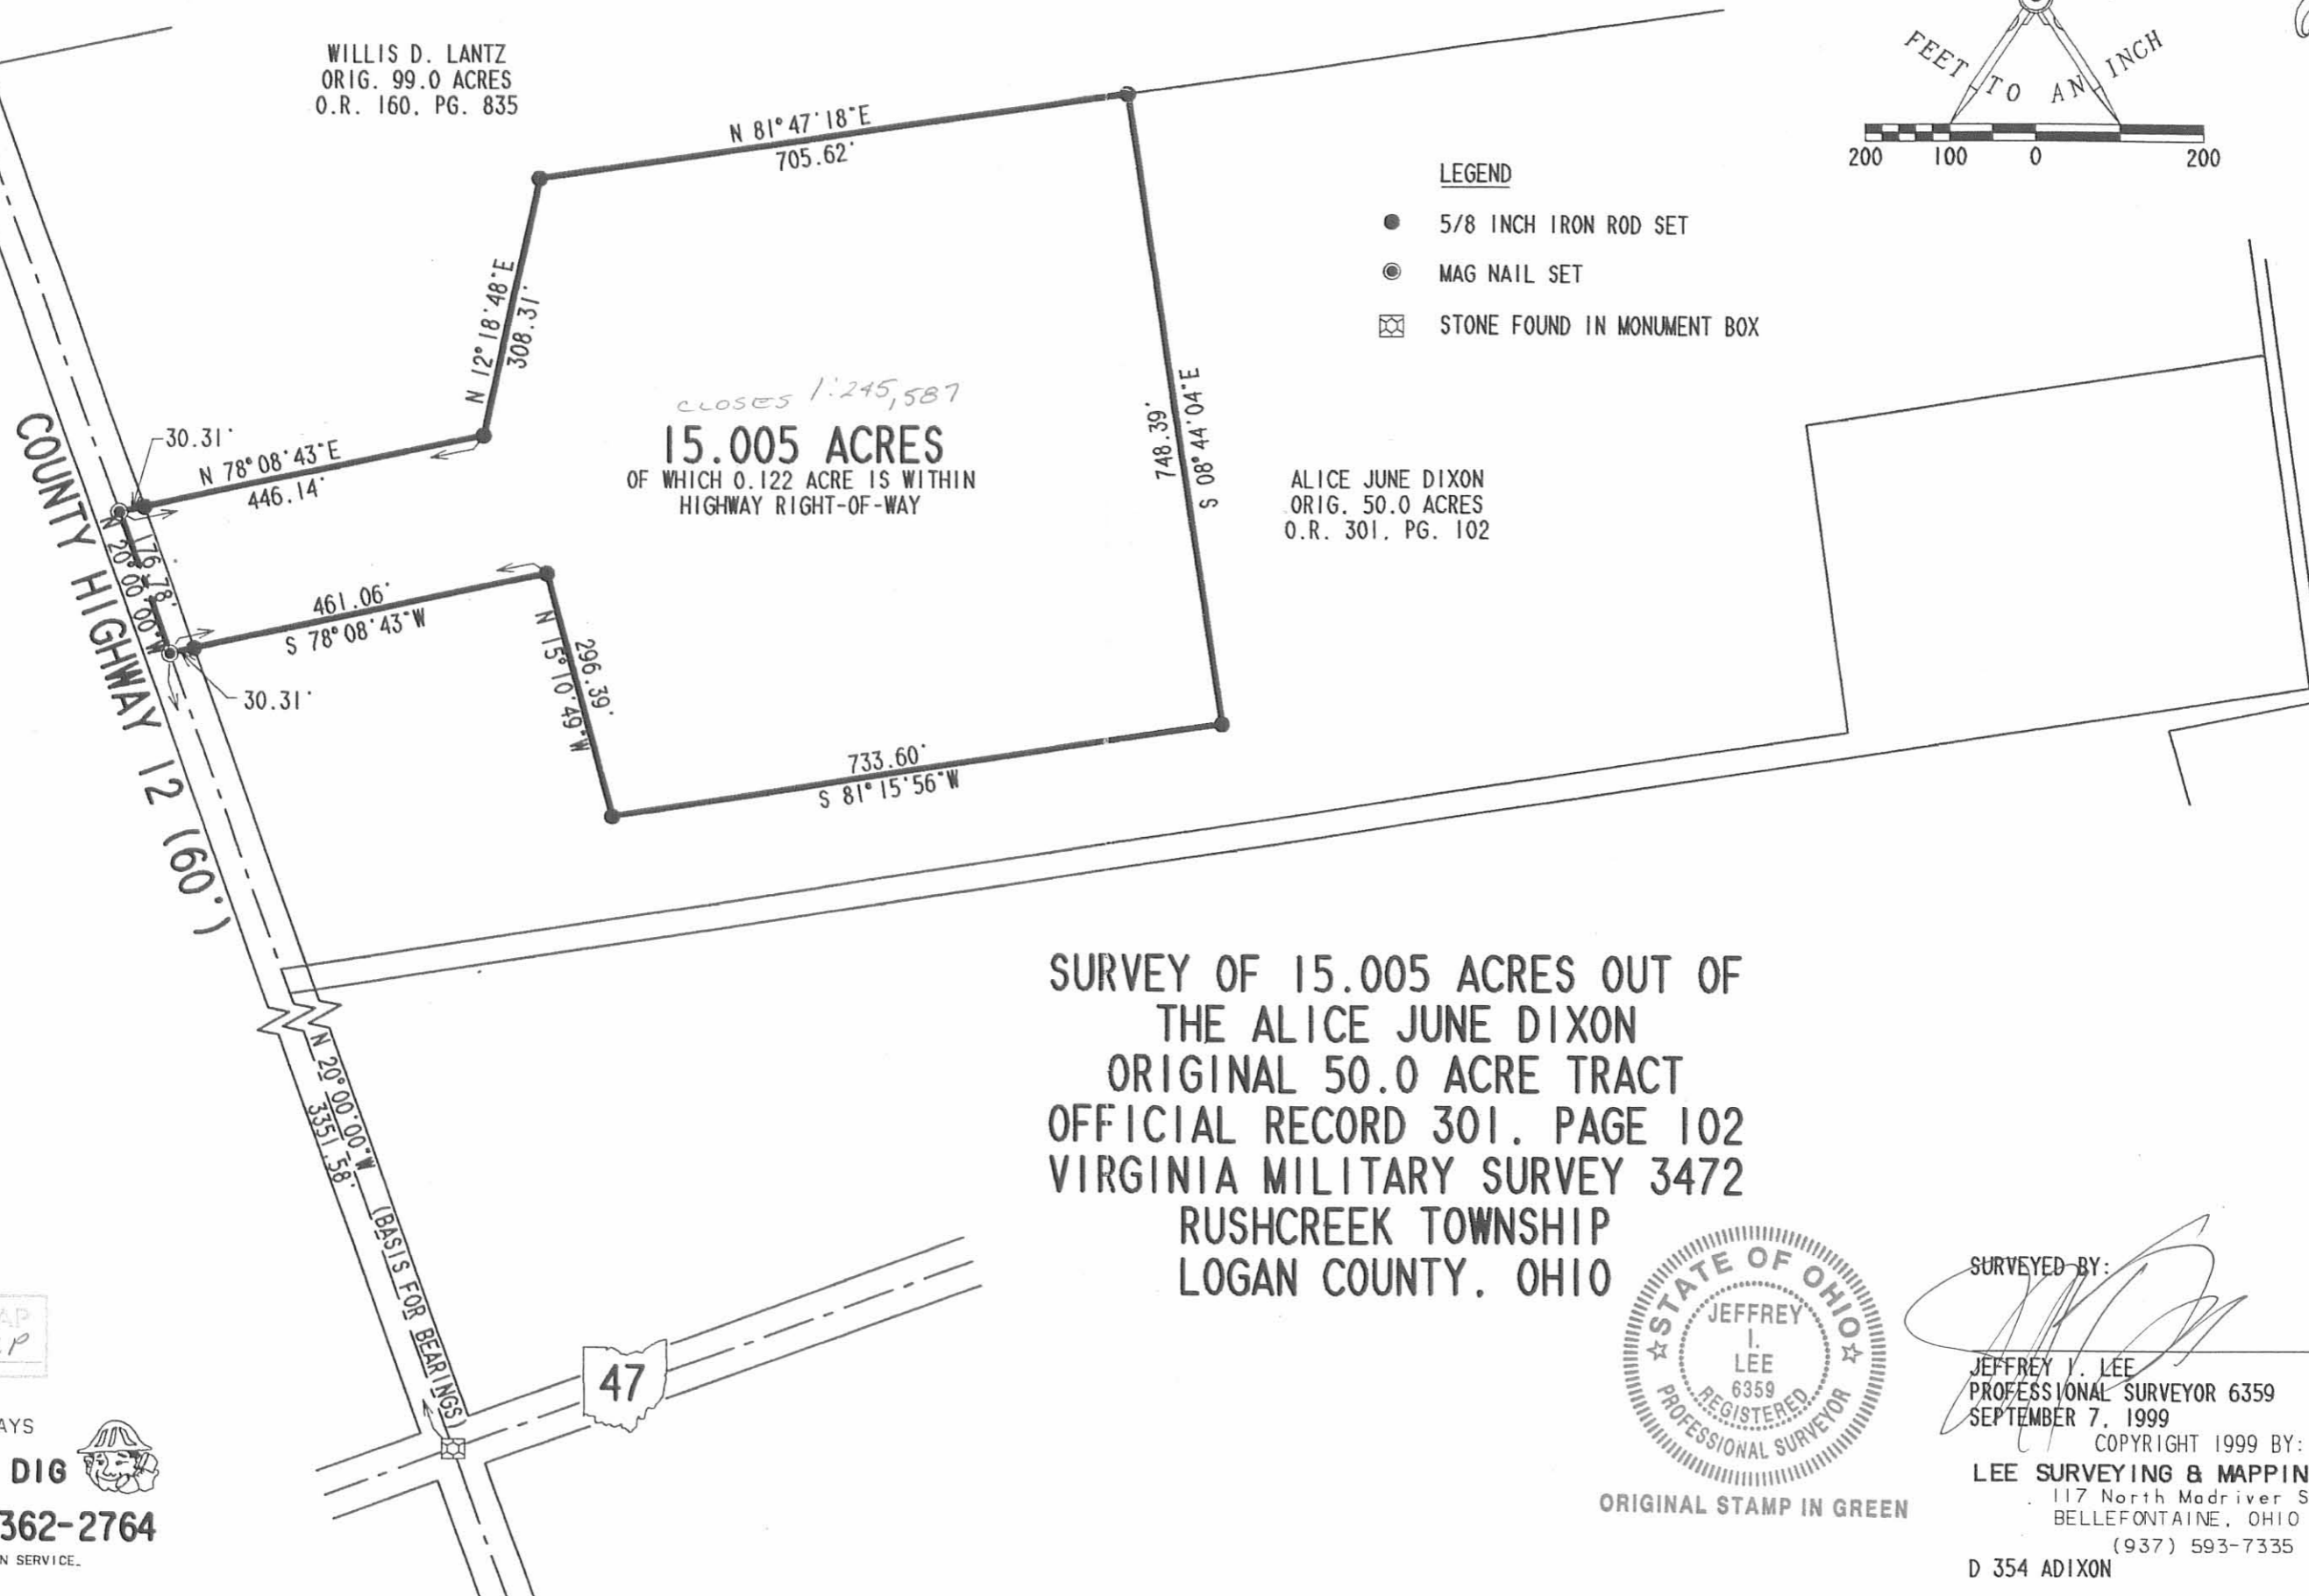 WILLIS D. LANTZ
ORIG. 99.0 ACRES
O.R. 160, PG. 835
FEET TO AN INCH
200 100 0 200
N 81°47'18"E
705.62'
LEGEND
5/8 INCH IRON ROD SET
MAG NAIL SET
STONE FOUND IN MONUMENT BOX
N 12°18'48"E
308.31'
CLOSES 1:245,587
15.005 ACRES
OF WHICH 0.122 ACRE IS WITHIN
HIGHWAY RIGHT-OF-WAY
748.39'
S 08°44'04"E
ALICE JUNE DIXON
ORIG. 50.0 ACRES
O.R. 301, PG. 102
30.31'
N 78°08'43"E
446.14'
COUNTY HIGHWAY 12 (60')
176.78'
N 20°00'00"W
461.06'
S 78°08'43"W
30.31'
296.39'
N 15°10'49"W
733.60'
S 81°15'56"W
SURVEY OF 15.005 ACRES OUT OF
THE ALICE JUNE DIXON
ORIGINAL 50.0 ACRE TRACT
OFFICIAL RECORD 301, PAGE 102
VIRGINIA MILITARY SURVEY 3472
RUSHCREEK TOWNSHIP
LOGAN COUNTY, OHIO
N 20°00'00"W
3351.58'
(BASIS FOR BEARINGS)
47
STATE OF OHIO
JEFFREY
I.
LEE
6359
REGISTERED
PROFESSIONAL SURVEYOR
ORIGINAL STAMP IN GREEN
SURVEYED BY:
JEFFREY I. LEE
PROFESSIONAL SURVEYOR 6359
SEPTEMBER 7, 1999
COPYRIGHT 1999 BY:
LEE SURVEYING & MAPPIN
117 North Madriver S
BELLEFONTAINE, OHIO
(937) 593-7335
D 354 ADIXON
AP
AYS
DIG
362-2764
N SERVICE.